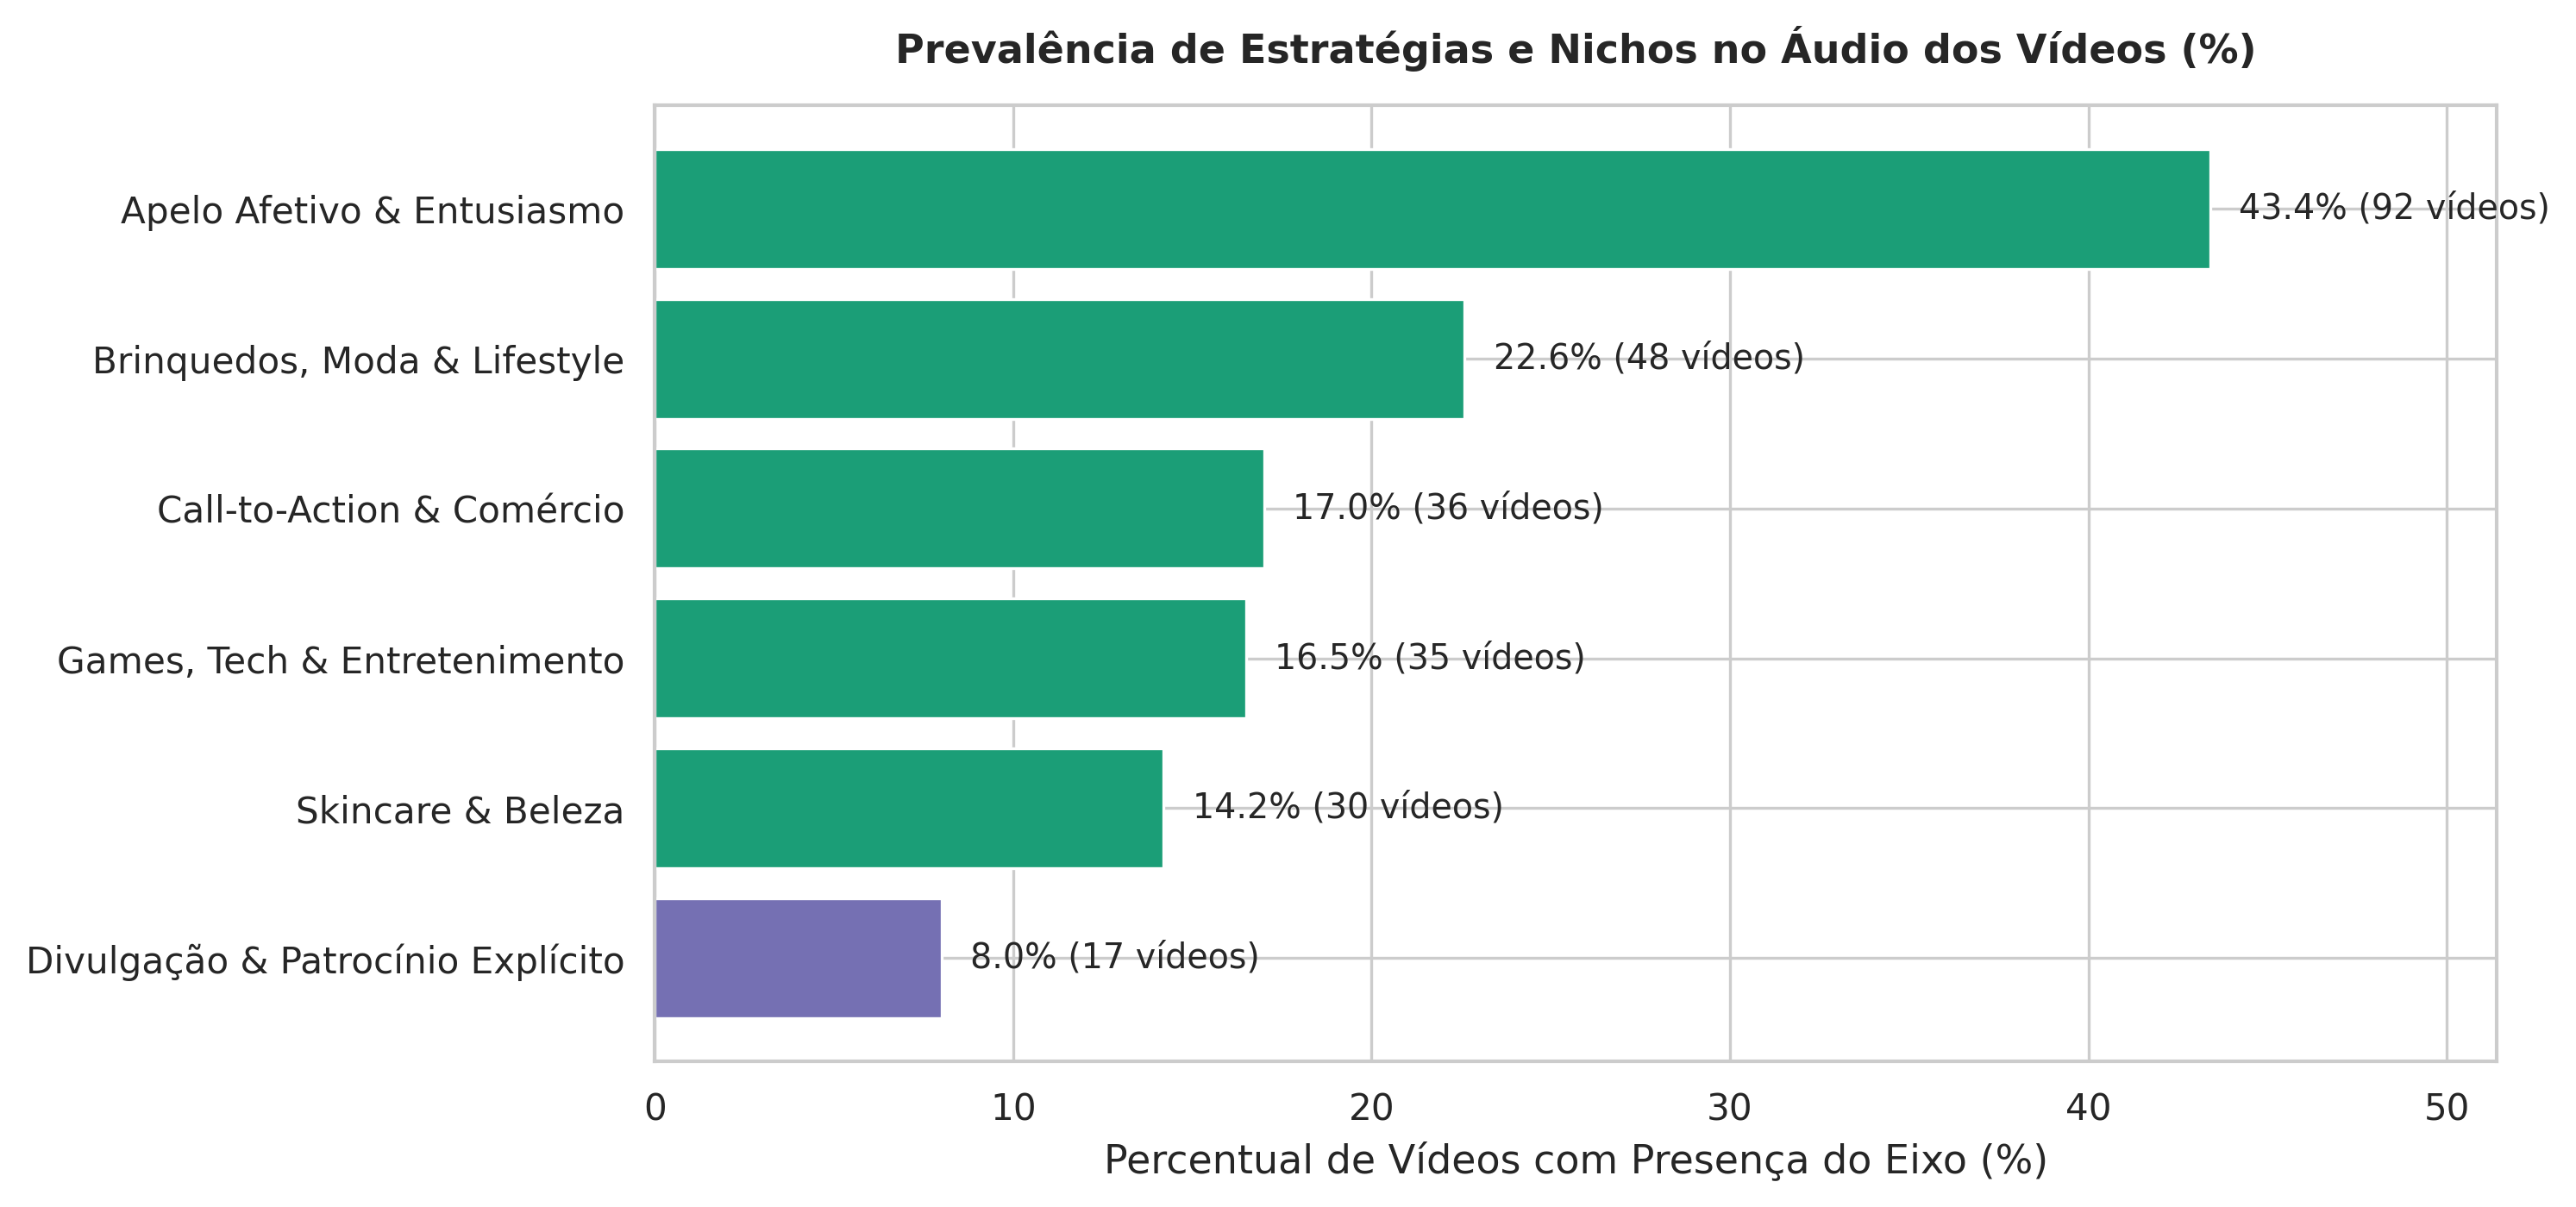 Prevalência de Estratégias e Nichos no Áudio dos Vídeos (%)
Apelo Afetivo & Entusiasmo 43.4% (92 vídeos)
Brinquedos, Moda & Lifestyle 22.6% (48 vídeos)
Call-to-Action & Comércio 17.0% (36 vídeos)
Games, Tech & Entretenimento 16.5% (35 vídeos)
Skincare & Beleza 14.2% (30 vídeos)
Divulgação & Patrocínio Explícito 8.0% (17 vídeos)
0 10 20 30 40 50
Percentual de Vídeos com Presença do Eixo (%)